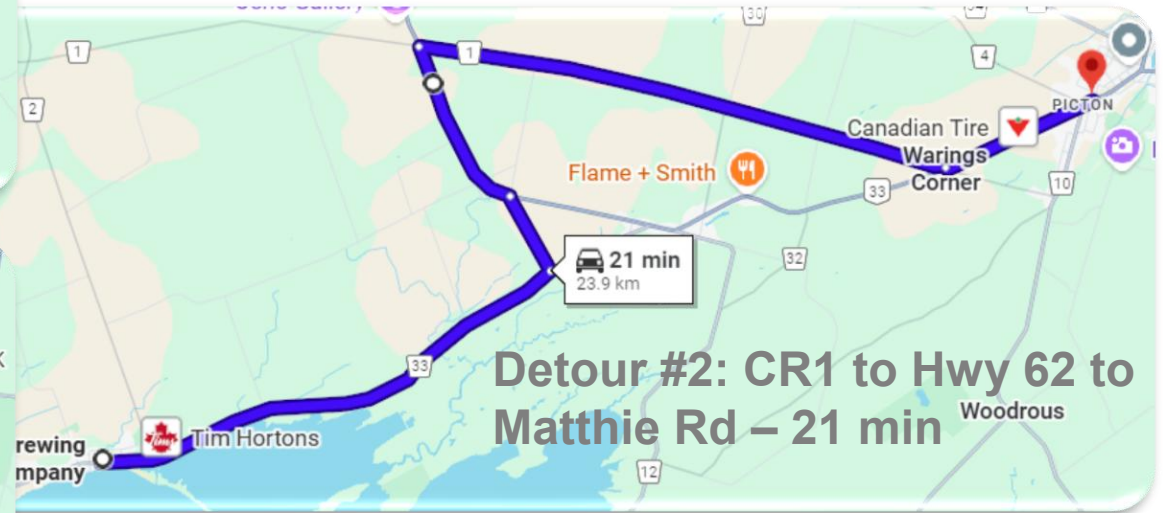 1
30
1
4
2
PICTON
Canadian Tire
Warings
Corner
Flame + Smith
33
10
21 min
23.9 km
32
33
Detour #2: CR1 to Hwy 62 to
Matthie Rd – 21 min
Woodrous
Tim Hortons
Tims
rewing
mpany
12